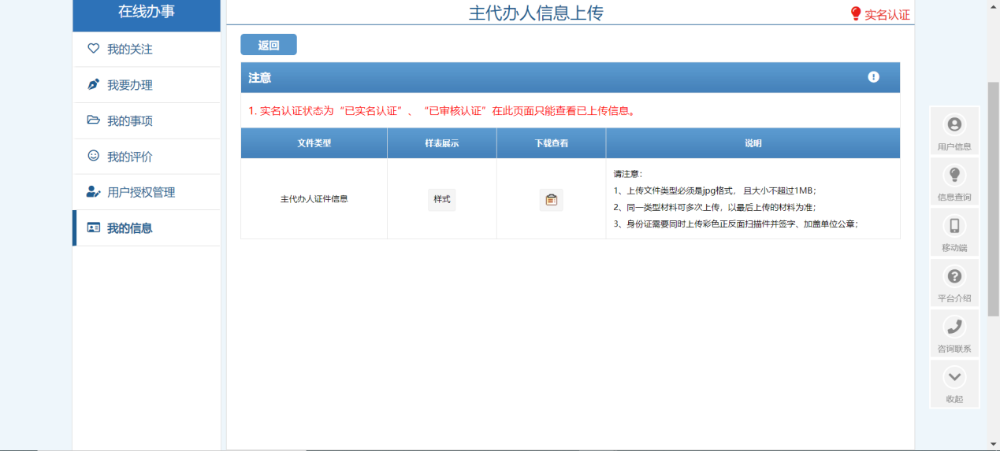 在线办事
我的关注
我要办理
我的事项
我的评价
用户授权管理
我的信息
主代办人信息上传
实名认证
返回
注意
1. 实名认证状态为“已实名认证”、“已审核认证”在此页面只能查看已上传信息。
文件类型 样表展示 下载查看 说明
主代办人证件信息 样式
请注意：
1、上传文件类型必须是jpg格式， 且大小不超过1MB；
2、同一类型材料可多次上传，以最后上传的材料为准；
3、身份证需要同时上传彩色正反面扫描件并签字、加盖单位公章；
用户信息
信息查询
移动端
平台介绍
咨询联系
收起